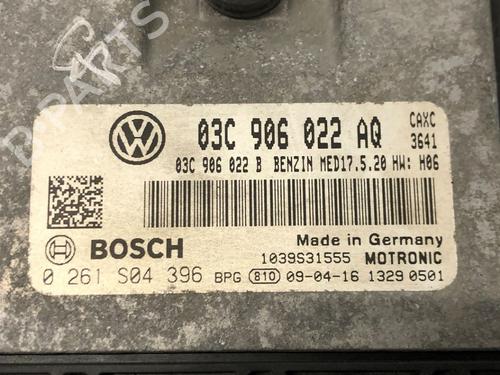 B-PARTS
03C 906 022 AQ CAXC
3641
03C 906 022 B BENZIN MED17.5.20 HW: H06
BOSCH
Made in Germany
1039S31555 MOTRONIC
0 261 S04 396 BPG 810 09-04-16 1329 0501